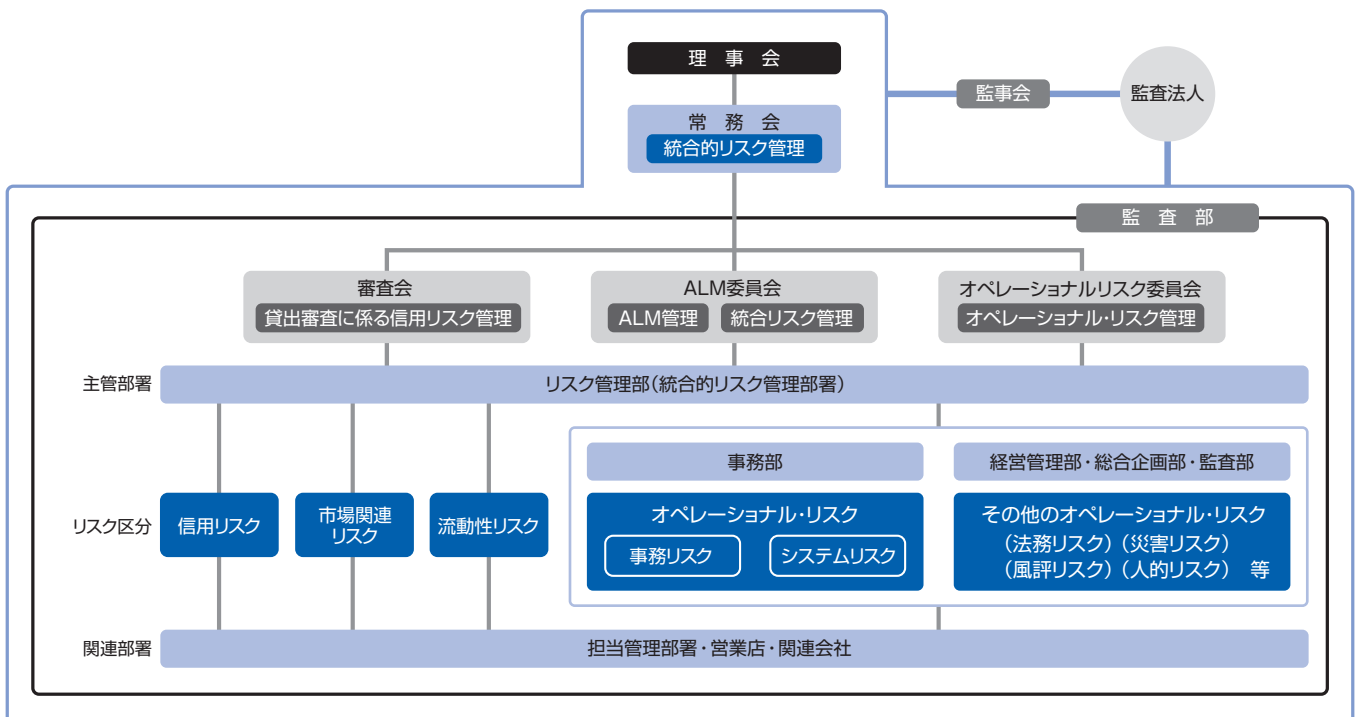 理事会
常務会
統合的リスク管理
監事会
監査法人
監査部
審査会
貸出審査に係る信用リスク管理
ALM委員会
ALM管理
統合リスク管理
オペレーショナルリスク委員会
オペレーショナル・リスク管理
主管部署
リスク管理部(統合的リスク管理部署)
事務部
経営管理部・総合企画部・監査部
リスク区分
信用リスク
市場関連
リスク
流動性リスク
オペレーショナル・リスク
事務リスク
システムリスク
その他のオペレーショナル・リスク
(法務リスク)(災害リスク)
(風評リスク)(人的リスク) 等
関連部署
担当管理部署・営業店・関連会社